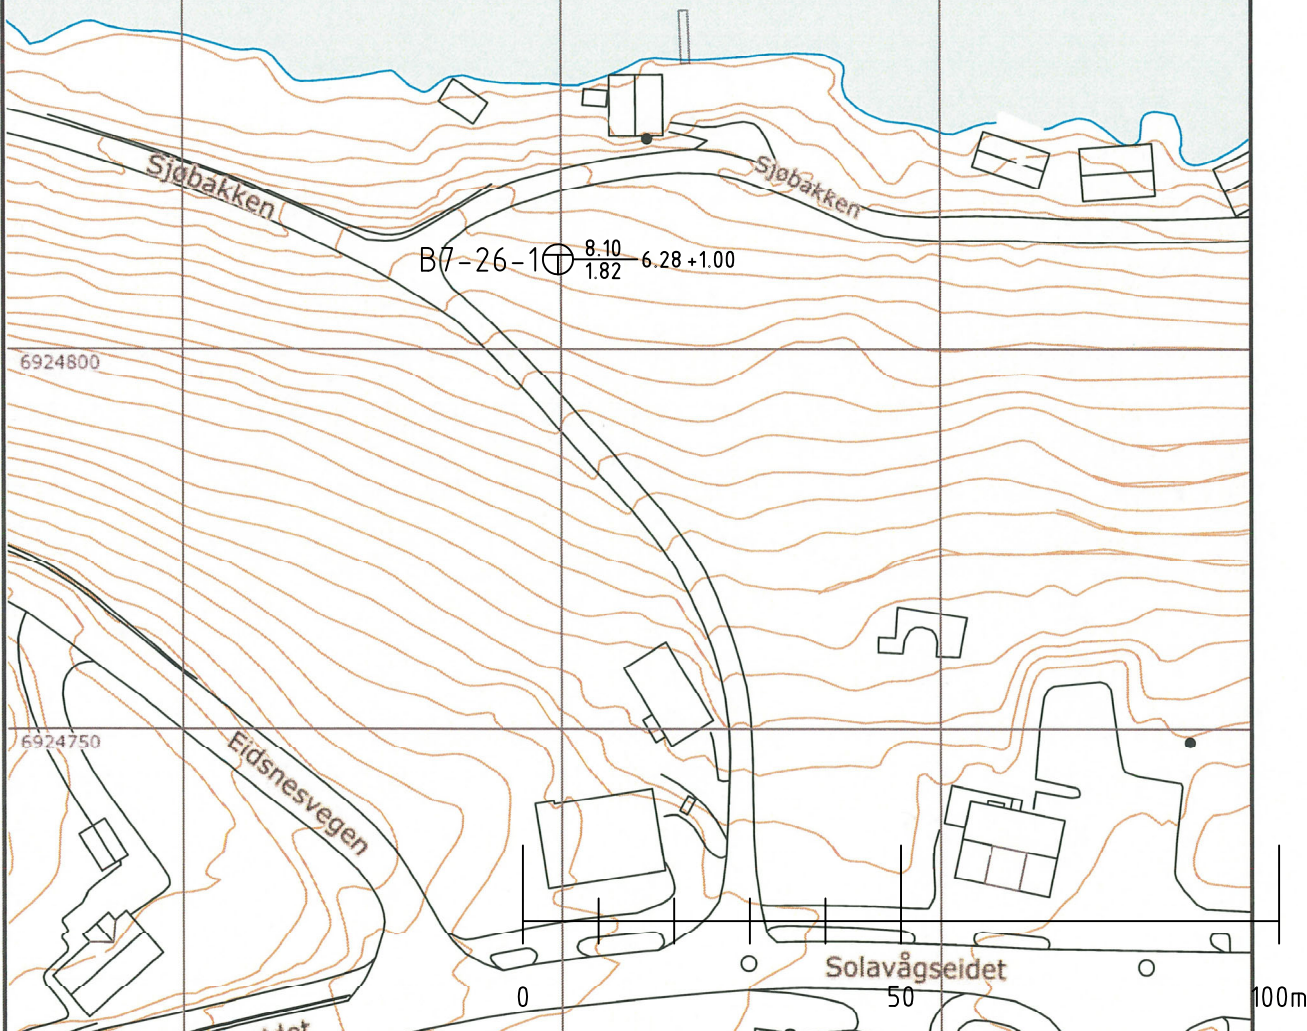 Sjøbakken
Sjøbakken
B7-26-1 8.10 6.28 +1.00
1.82
6924800
6924750
Eidsnesvegen
Solavågseidet
0 50 100m